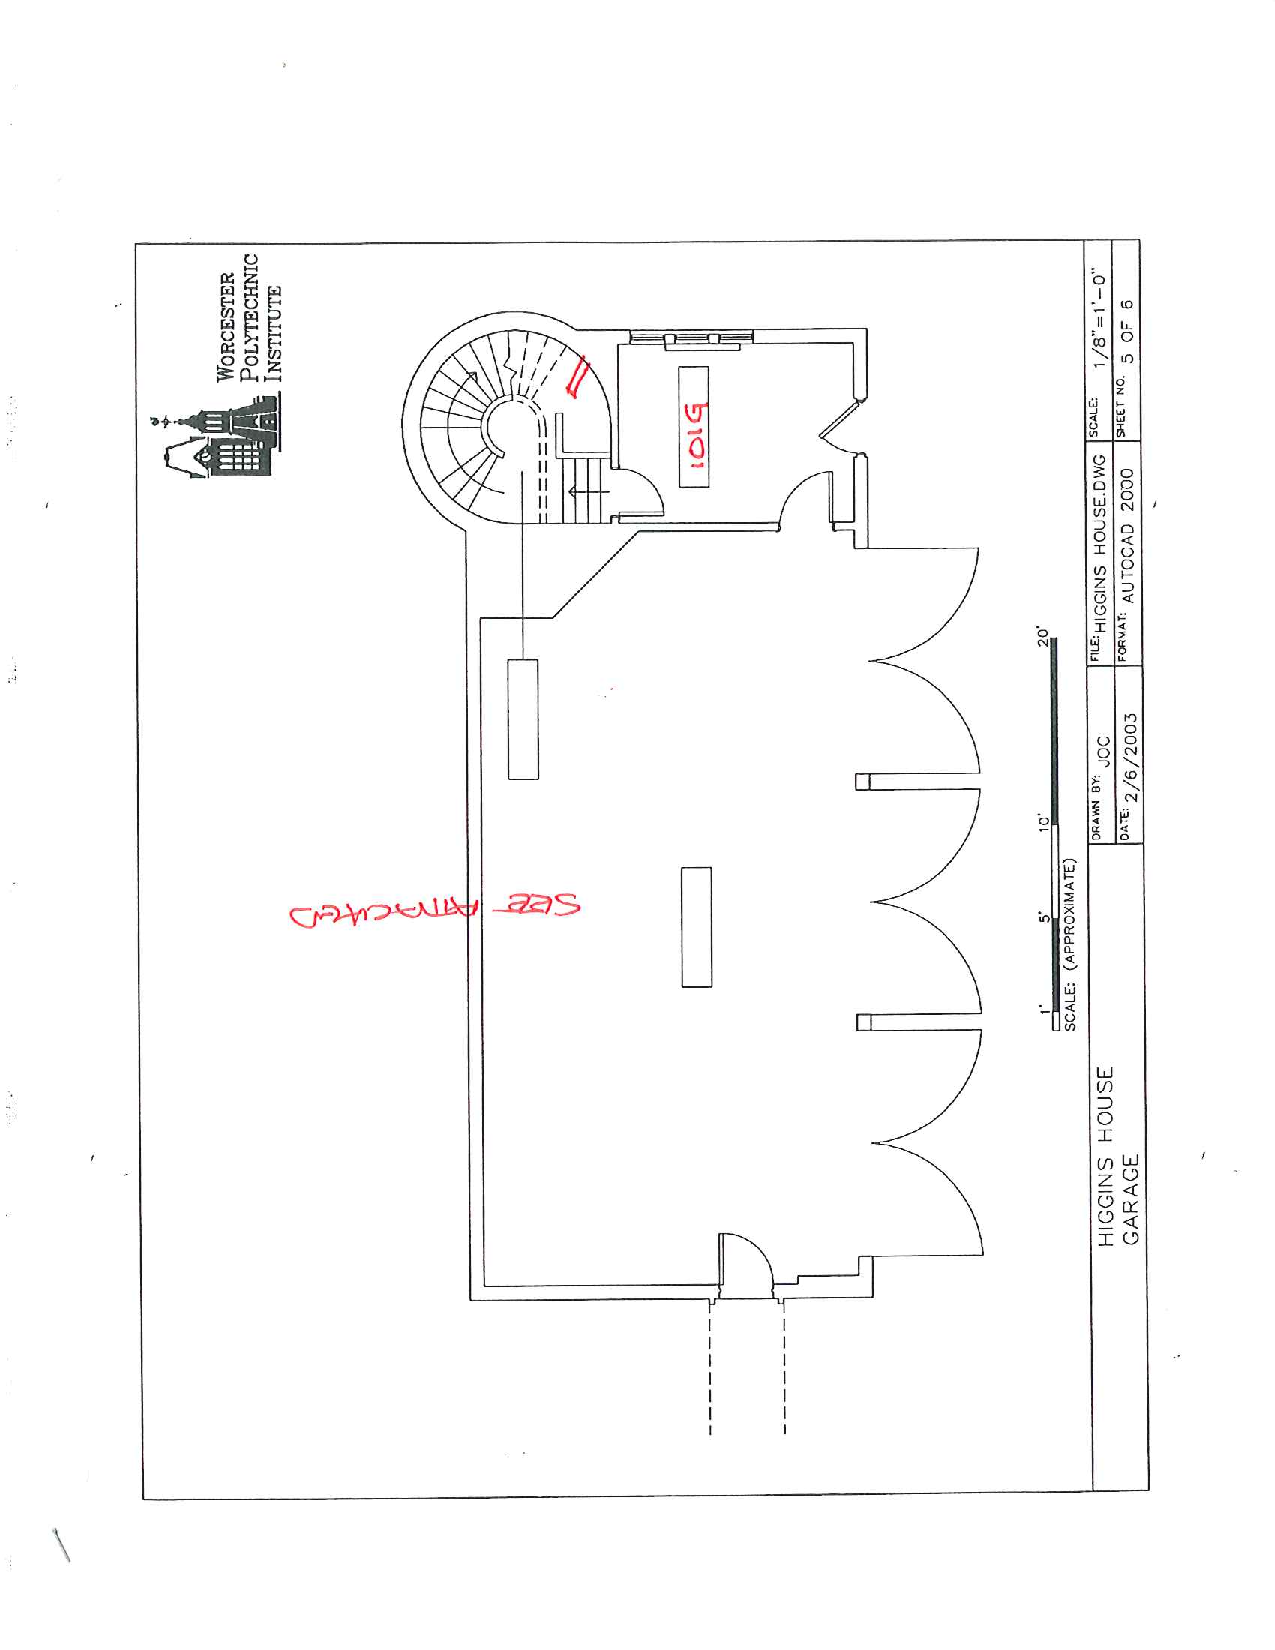 WORCESTER
POLYTECHNIC
INSTITUTE
101G
SEE ATTACHED
1' 5' 10' 20'
SCALE: (APPROXIMATE)
HIGGINS HOUSE
GARAGE
DRAWN BY: JOC
DATE: 2/6/2003
FILE: HIGGINS HOUSE.DWG
FORMAT: AUTOCAD 2000
SCALE: 1/8"=1'-0"
SHEET NO. 5 OF 6